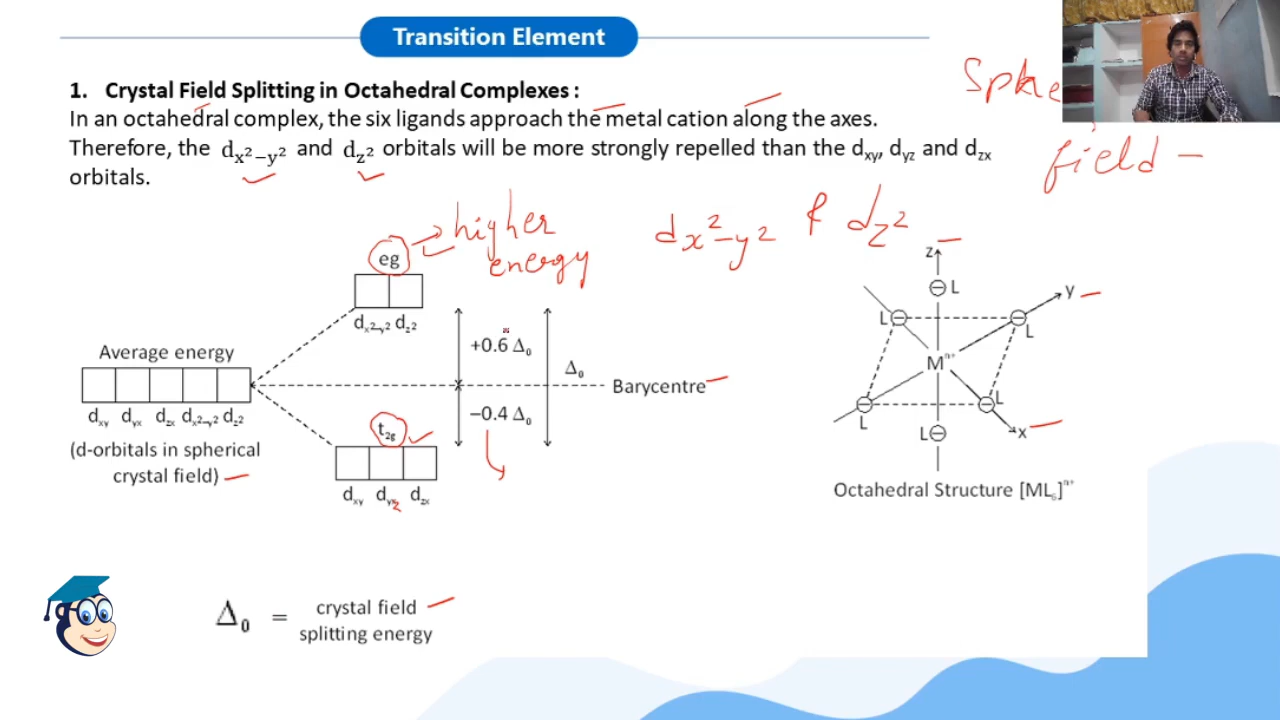 Transition Element
1. Crystal Field Splitting in Octahedral Complexes :
In an octahedral complex, the six ligands approach the metal cation along the axes.
Therefore, the dx²−y² and dz² orbitals will be more strongly repelled than the dxy, dyz and dzx
orbitals.
Sphe
field -
higher
energy
dx²-y² & dz²
eg
dx²-y² dz²
Average energy
dxy dyx dzx dx²-y² dz²
(d-orbitals in spherical
crystal field)
+0.6 Δ₀
Δ₀
Barycentre
−0.4 Δ₀
t2g
dxy dyz dzx
Z
L
L
Y
L
Mⁿ⁺
L
L
L
X
Octahedral Structure [ML₆]ⁿ⁺
Δ₀ = crystal field
splitting energy